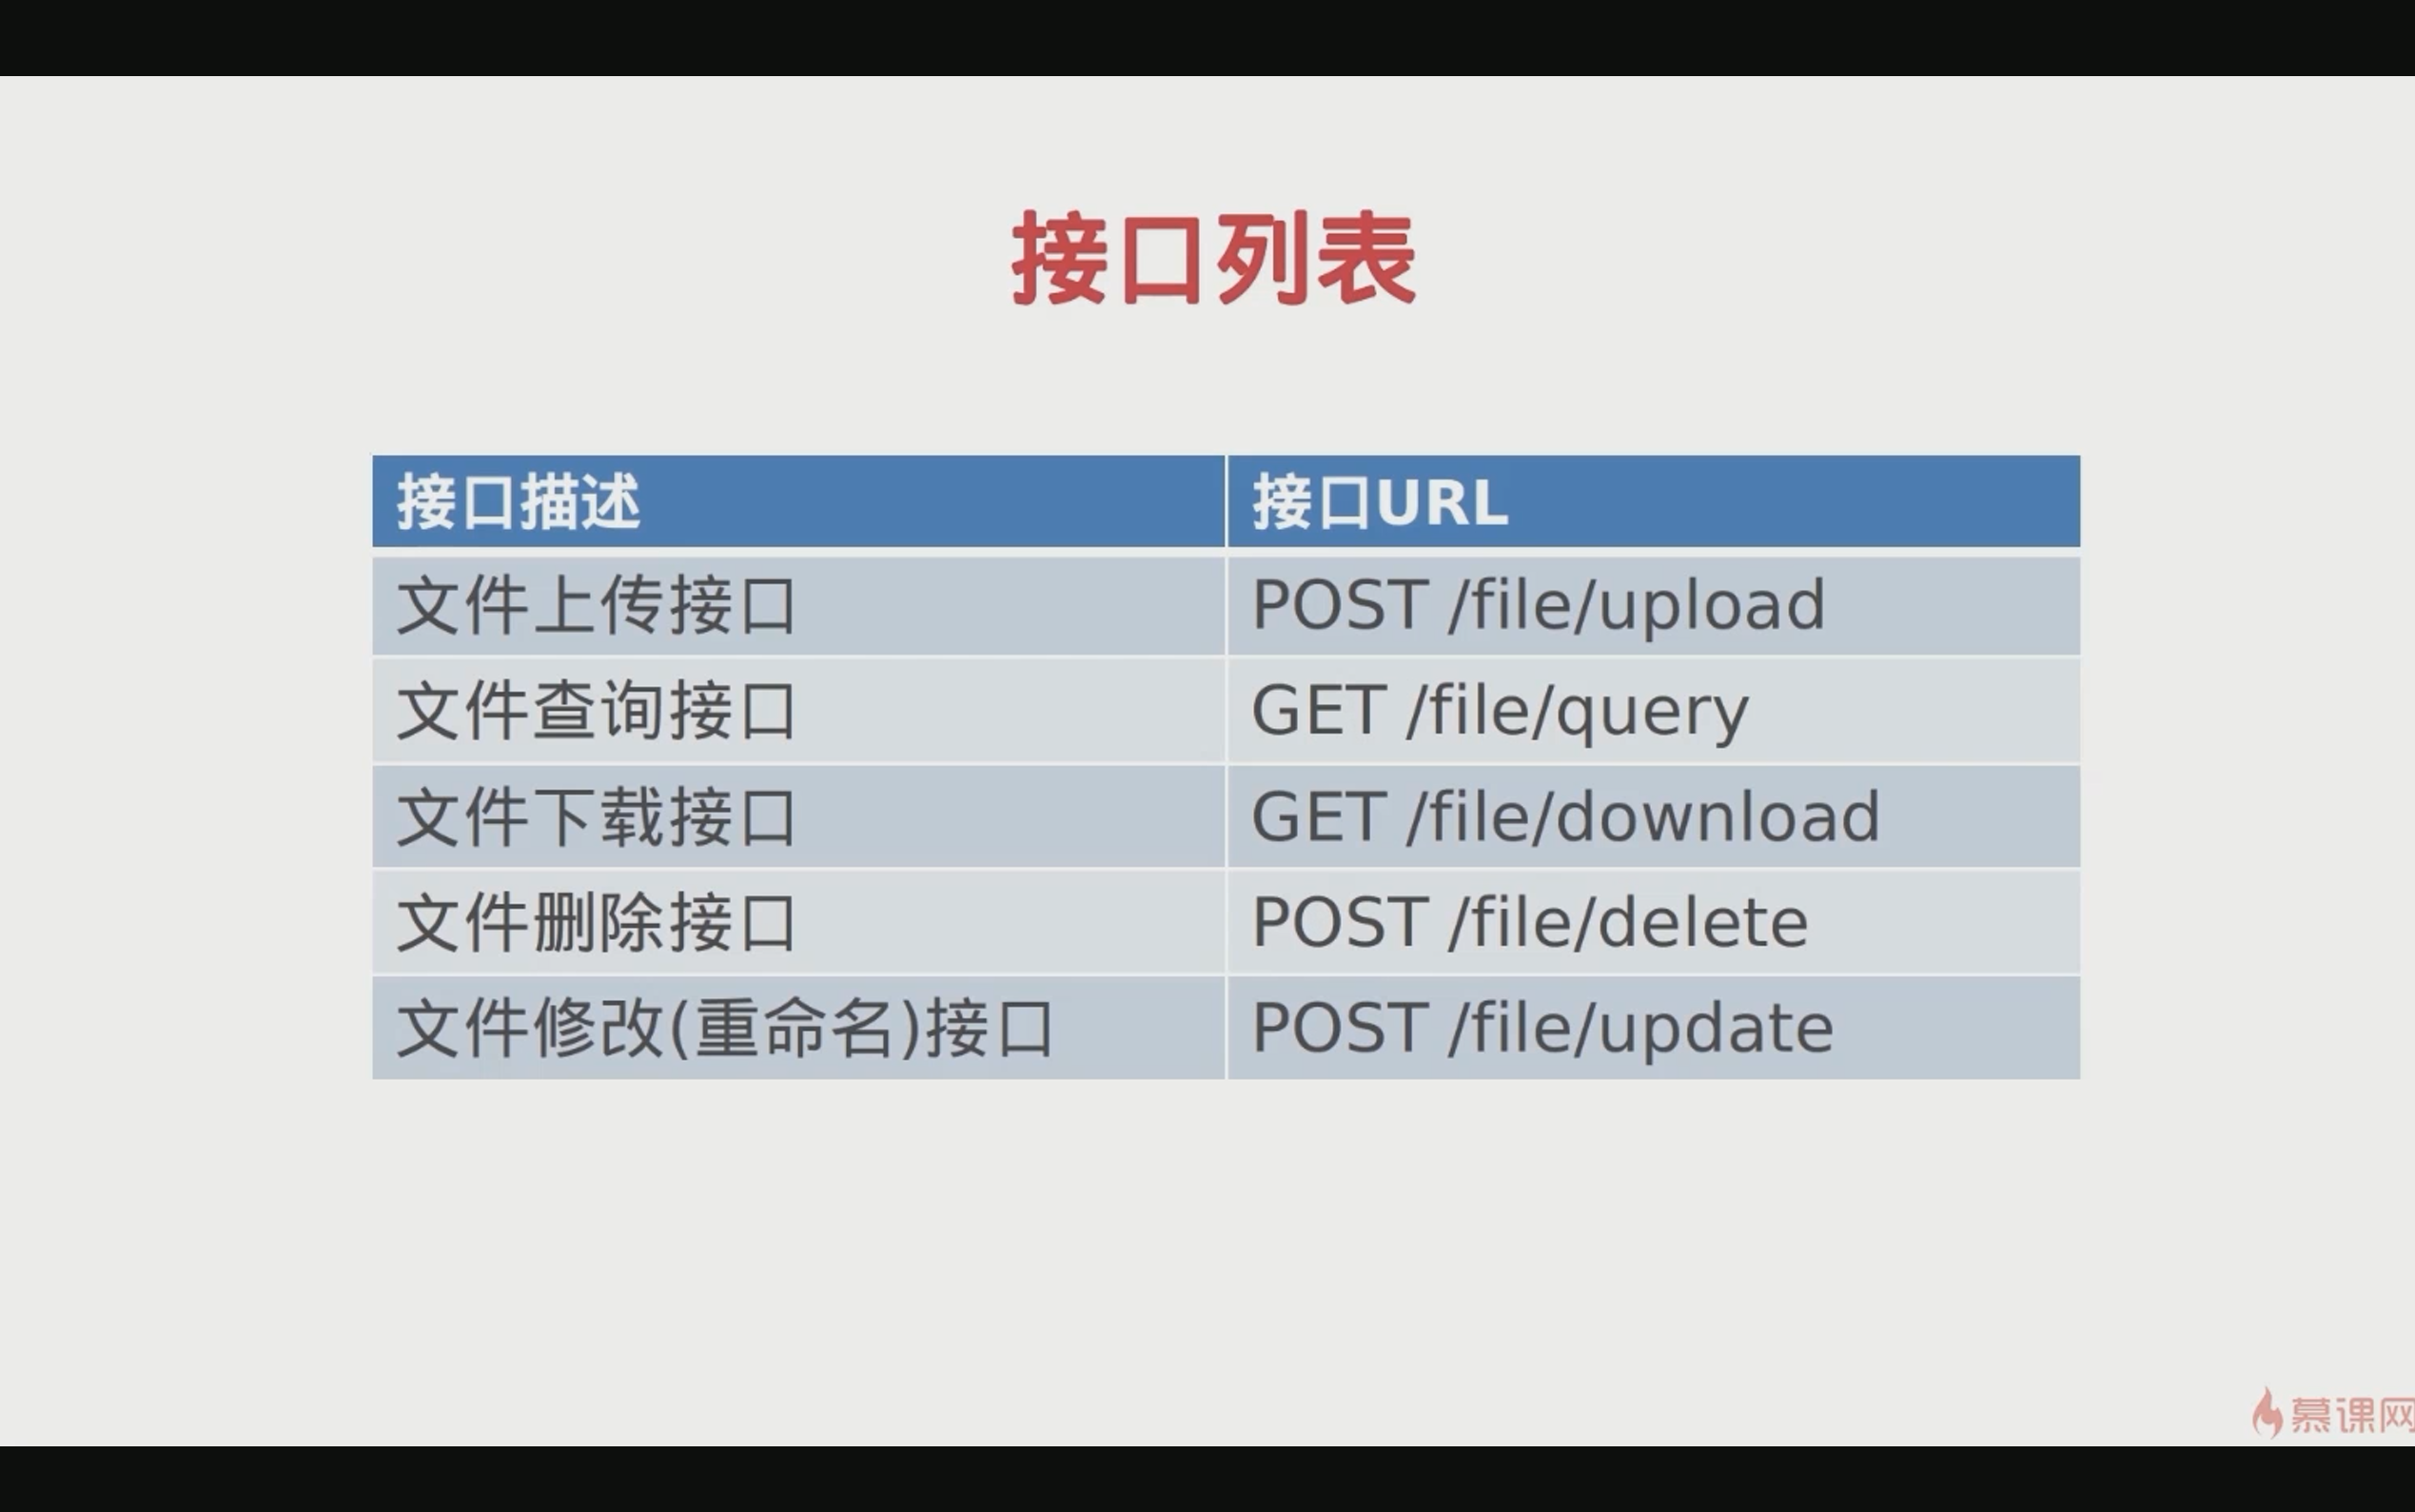 接口列表
接口描述 接口URL
文件上传接口 POST /file/upload
文件查询接口 GET /file/query
文件下载接口 GET /file/download
文件删除接口 POST /file/delete
文件修改(重命名)接口 POST /file/update
慕课网